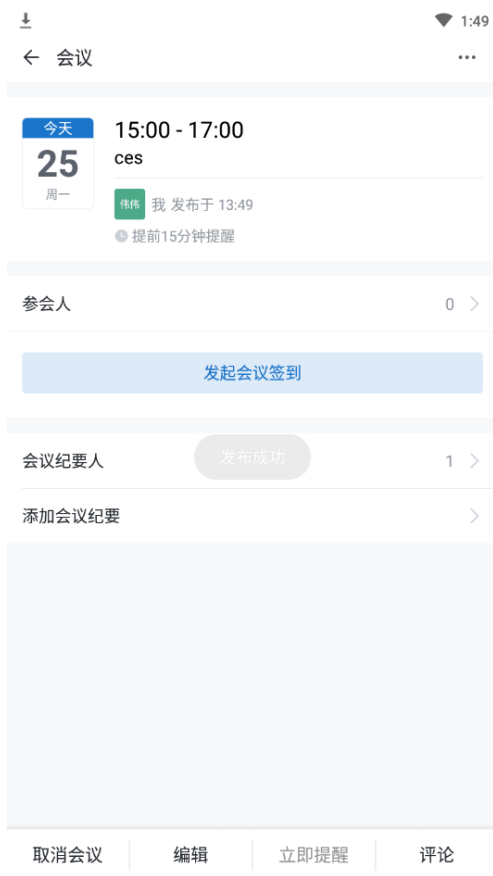 1:49
会议
今天
25
周一
15:00 - 17:00
ces
伟伟 我 发布于 13:49
提前15分钟提醒
参会人 0
发起会议签到
发布成功
会议纪要人 1
添加会议纪要
取消会议 编辑 立即提醒 评论